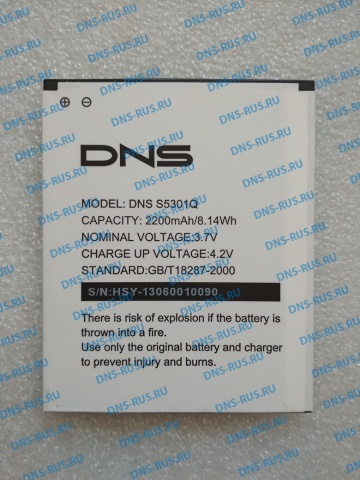 ⊕ ⊖
DNS
MODEL: DNS S5301Q
CAPACITY: 2200mAh/8.14Wh
NOMINAL VOLTAGE:3.7V
CHARGE UP VOLTAGE:4.2V
STANDARD:GB/T18287-2000
S/N:HSY-13060010090
There is risk of explosion if the battery is
thrown into a fire.
Use only the original battery and charger
to prevent injury and burns.
DNS-RUS.RU